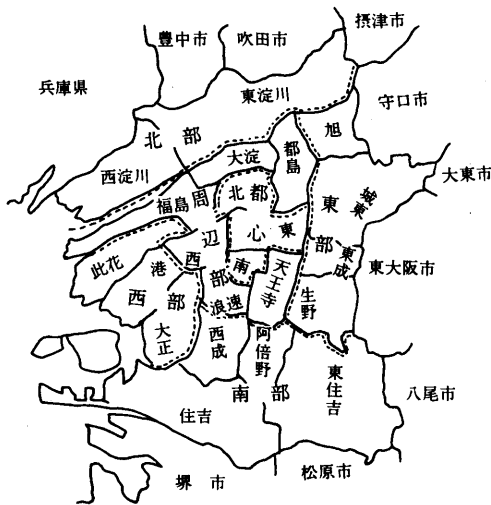 摂津市
豊中市
吹田市
兵庫県
東淀川
守口市
北部
旭
都島
大淀
大東市
西淀川
城東
福島
周辺部
北
都心
東
東部
東成
此花
港
西
南
天王寺
東大阪市
生野
西部
浪速
大正
西成
阿倍野
東住吉
南部
八尾市
住吉
松原市
堺市